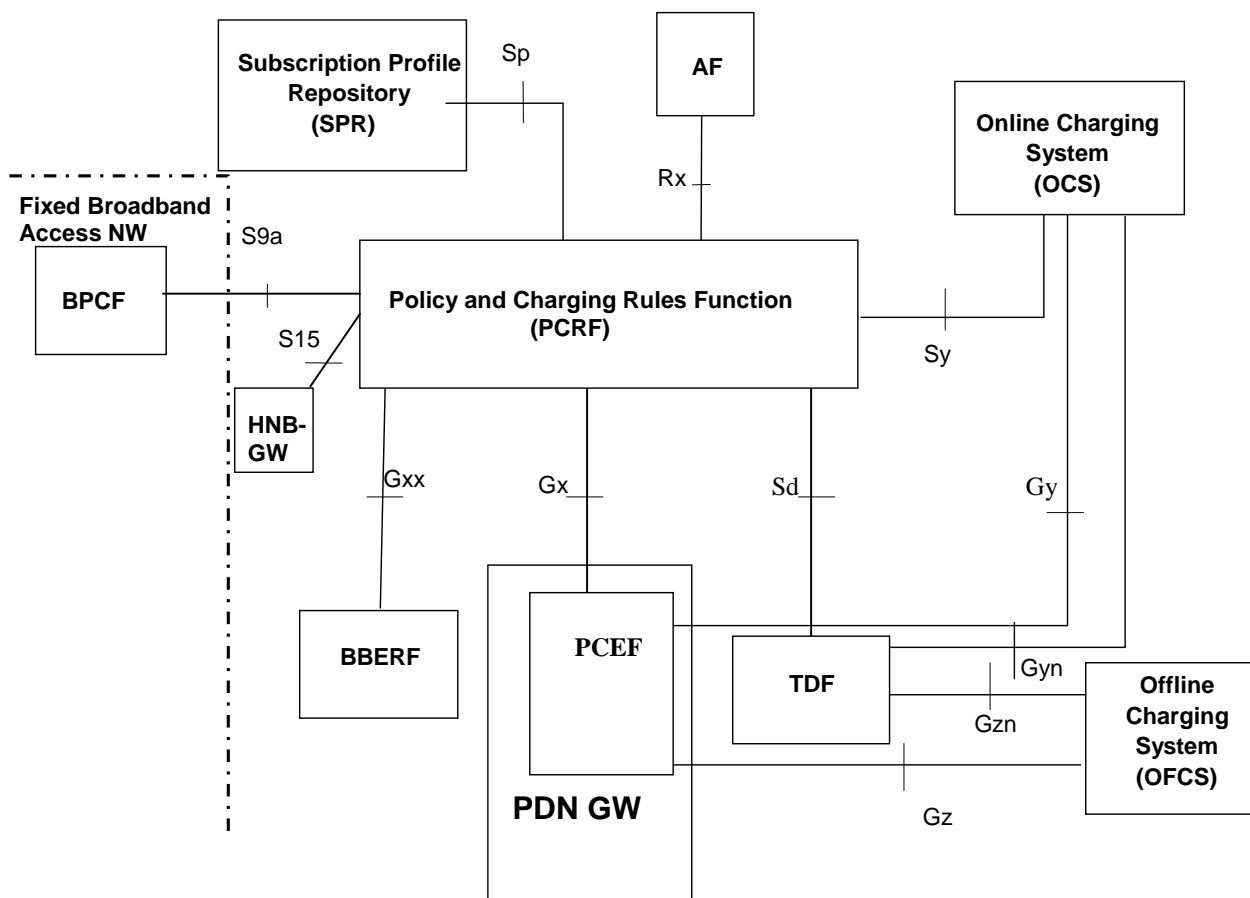 Subscription Profile
Repository
(SPR)
Sp
AF
Online Charging
System
(OCS)
Rx
Fixed Broadband
Access NW
S9a
BPCF
Policy and Charging Rules Function
(PCRF)
S15
Sy
HNB-
GW
Gxx
Gx
Sd
Gy
BBERF
PCEF
TDF
Gyn
Gzn
Offline
Charging
System
(OFCS)
PDN GW
Gz